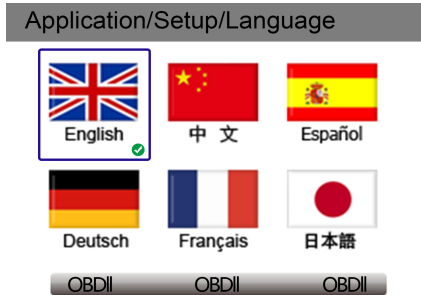 Application/Setup/Language
English 中 文 Español
Deutsch Français 日本語
OBDII OBDII OBDII